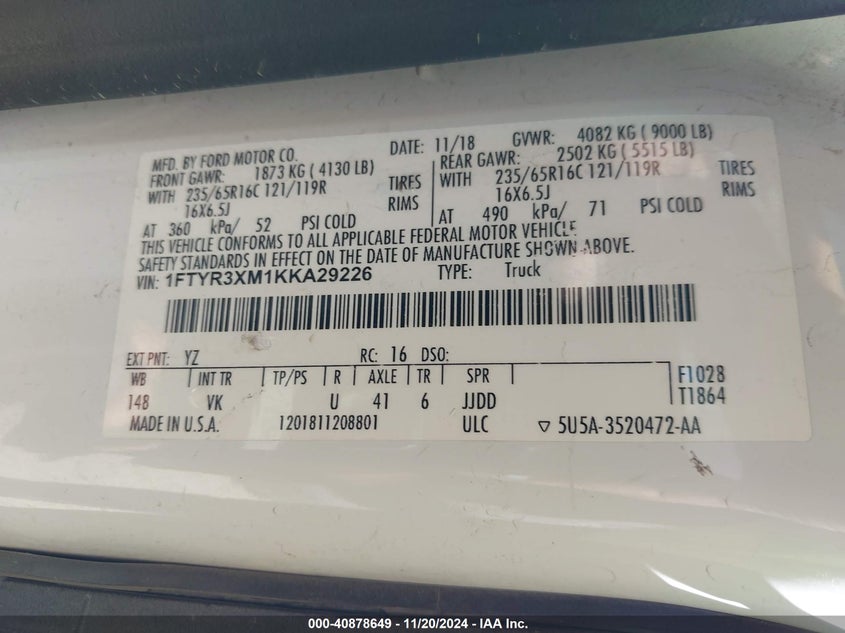 MFD. BY FORD MOTOR CO. DATE: 11/18 GVWR: 4082 KG ( 9000 LB)
FRONT GAWR: 1873 KG ( 4130 LB) REAR GAWR: 2502 KG ( 5515 LB)
WITH 235/65R16C 121/119R TIRES WITH 235/65R16C 121/119R TIRES
16X6.5J RIMS 16X6.5J RIMS
AT 360 kPa/ 52 PSI COLD AT 490 kPa/ 71 PSI COLD
THIS VEHICLE CONFORMS TO ALL APPLICABLE FEDERAL MOTOR VEHICLE
SAFETY STANDARDS IN EFFECT ON THE DATE OF MANUFACTURE SHOWN ABOVE.
VIN: 1FTYR3XM1KKA29226 TYPE: Truck
EXT PNT: YZ RC: 16 DSO:
WB INT TR TP/PS R AXLE TR SPR F1028
148 VK U 41 6 JJDD T1864
MADE IN U.S.A. 1201811208801 ULC ▽ 5U5A-3520472-AA
000-40878649 - 11/20/2024 - IAA Inc.